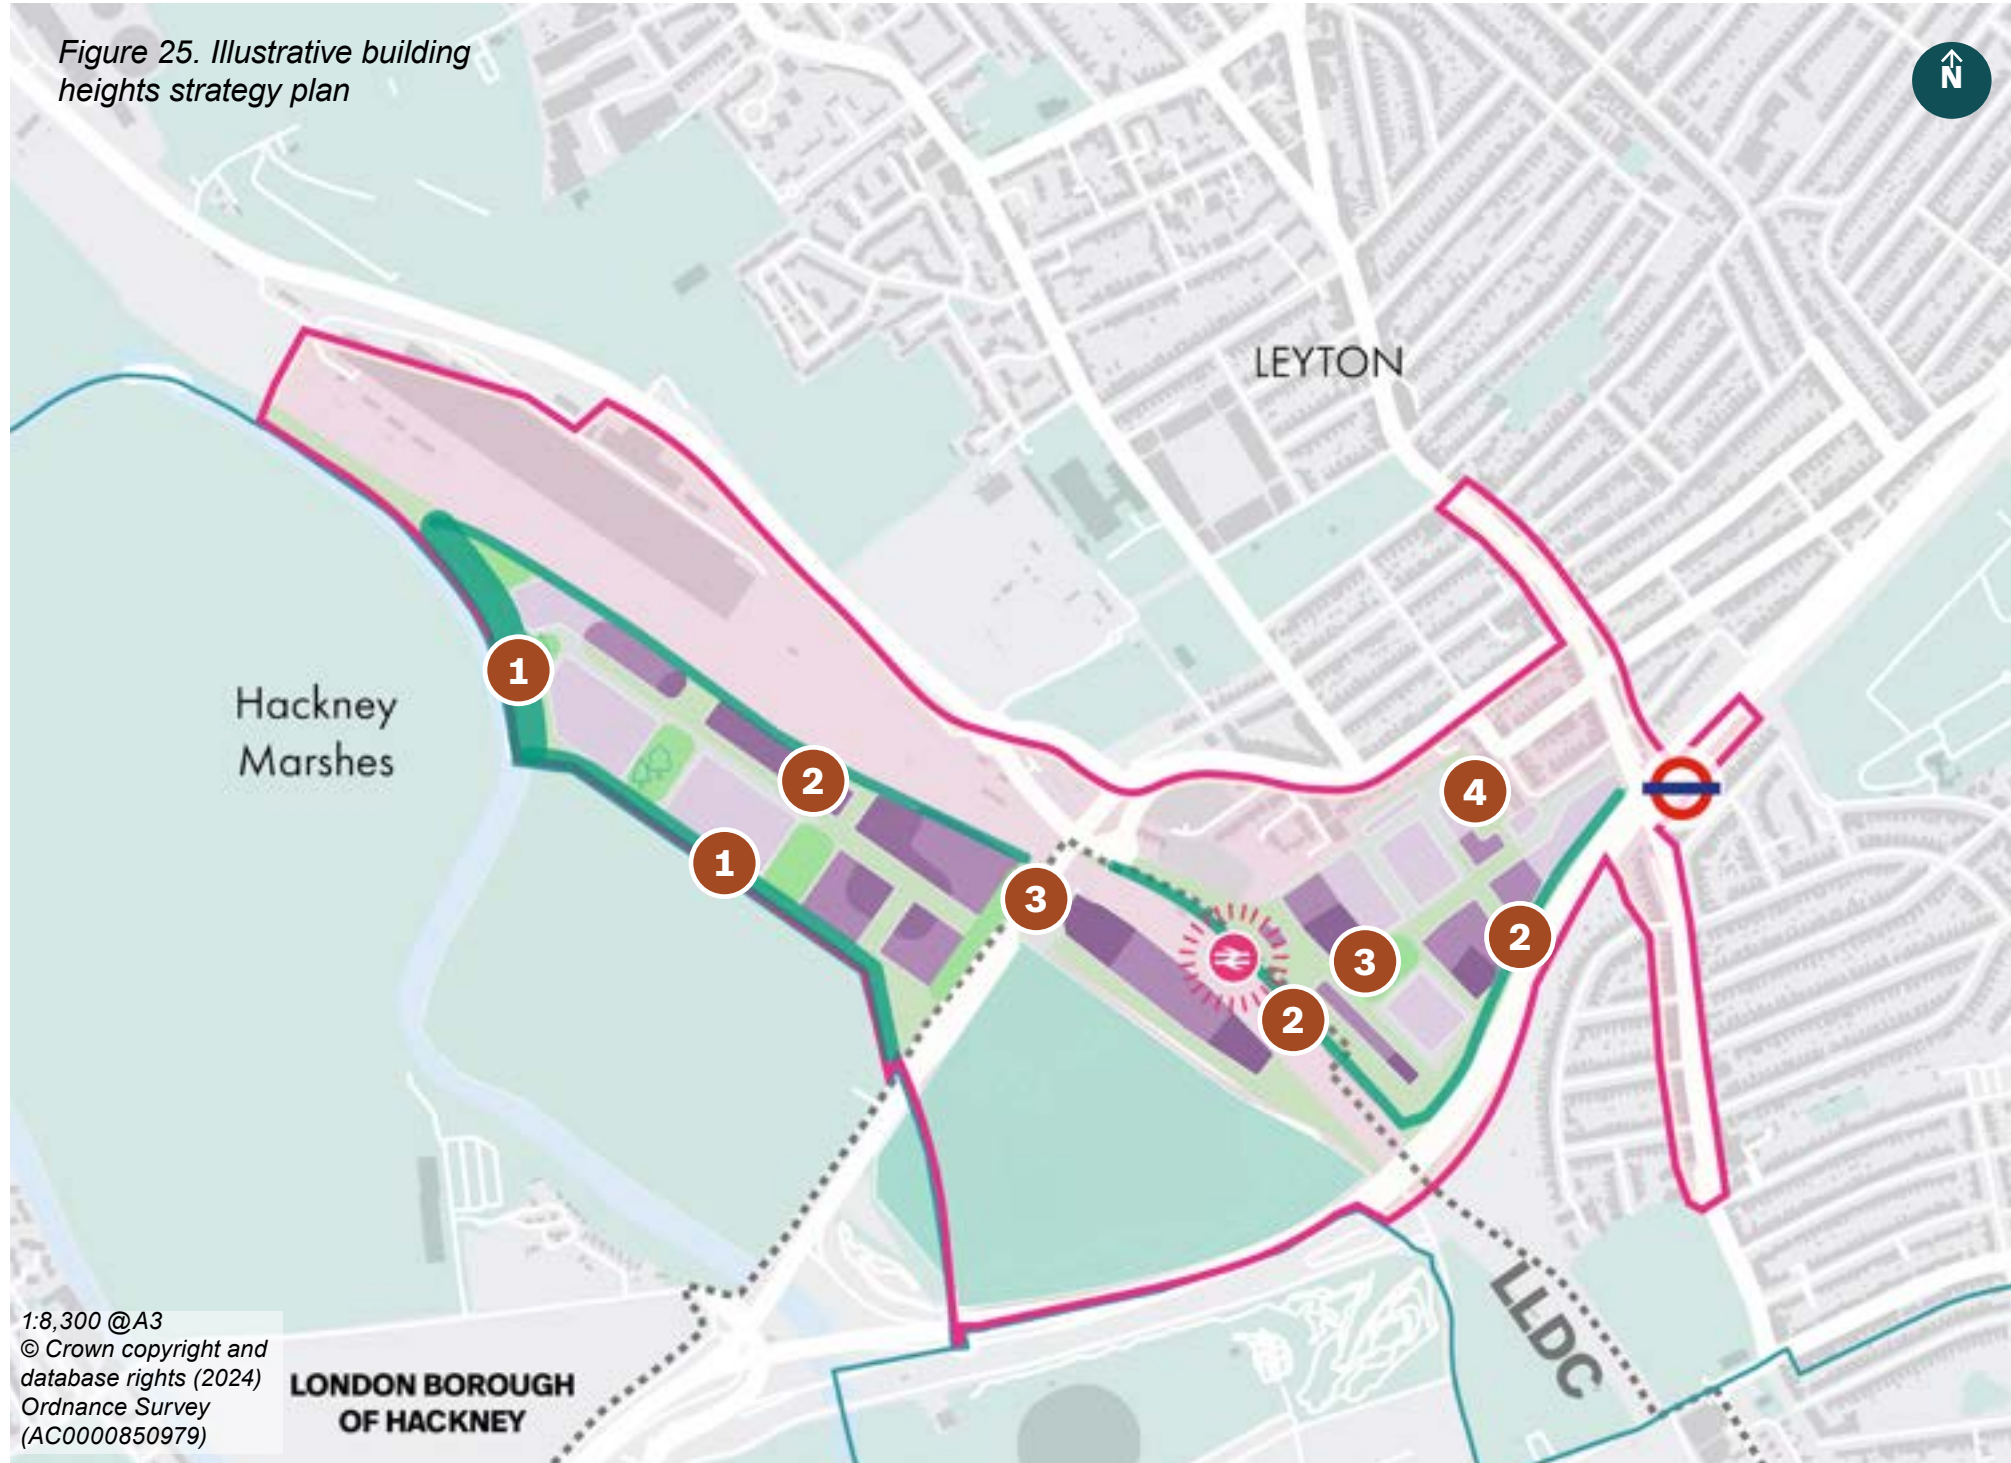 Figure 25. Illustrative building
heights strategy plan
N
LEYTON
Hackney
Marshes
1
2
1
3
4
2
3
2
LLDC
1:8,300 @A3
© Crown copyright and
database rights (2024)
Ordnance Survey
(AC0000850979)
LONDON BOROUGH
OF HACKNEY